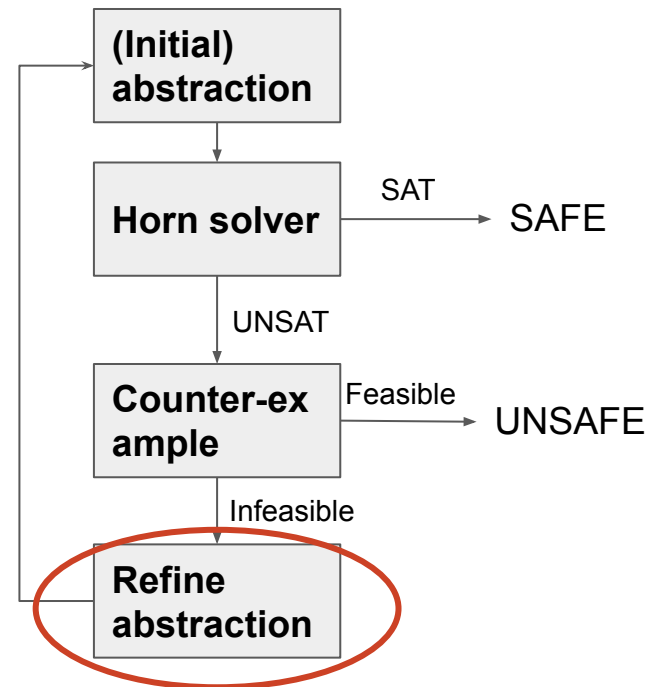 (Initial)
abstraction
Horn solver
SAT
SAFE
UNSAT
Counter-ex
ample
Feasible
UNSAFE
Infeasible
Refine
abstraction